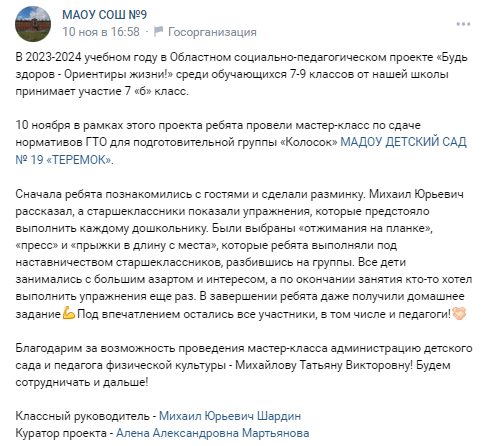 МАОУ СОШ №9
10 ноя в 16:58 · Госорганизация
В 2023-2024 учебном году в Областном социально-педагогическом проекте «Будь
здоров - Ориентиры жизни!» среди обучающихся 7-9 классов от нашей школы
принимает участие 7 «б» класс.
10 ноября в рамках этого проекта ребята провели мастер-класс по сдаче
нормативов ГТО для подготовительной группы «Колосок» МАДОУ ДЕТСКИЙ САД
№ 19 «ТЕРЕМОК».
Сначала ребята познакомились с гостями и сделали разминку. Михаил Юрьевич
рассказал, а старшеклассники показали упражнения, которые предстояло
выполнить каждому дошкольнику. Были выбраны «отжимания на планке»,
«пресс» и «прыжки в длину с места», которые ребята выполняли под
наставничеством старшеклассников, разбившись на группы. Все дети
занимались с большим азартом и интересом, а по окончании занятия кто-то хотел
выполнить упражнения еще раз. В завершении ребята даже получили домашнее
задание💪Под впечатлением остались все участники, в том числе и педагоги!🫶🏻
Благодарим за возможность проведения мастер-класса администрацию детского
сада и педагога физической культуры - Михайлову Татьяну Викторовну! Будем
сотрудничать и дальше!
Классный руководитель - Михаил Юрьевич Шардин
Куратор проекта - Алена Александровна Мартьянова